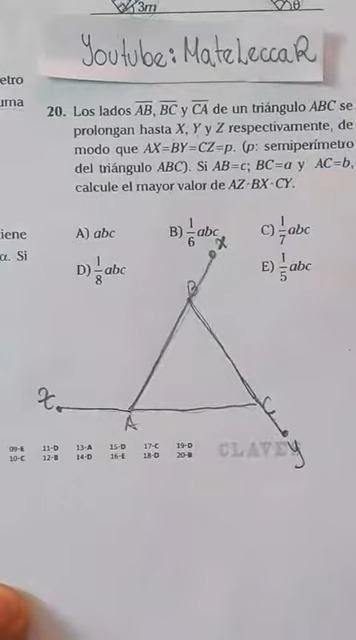 3m
θ
Youtube: MateLeccaR
etro
uma
20. Los lados AB, BC y CA de un triángulo ABC se
prolongan hasta X, Y y Z respectivamente, de
modo que AX=BY=CZ=p. (p: semiperímetro
del triángulo ABC). Si AB=c; BC=a y AC=b,
calcule el mayor valor de AZ·BX·CY.
iene
α. Si
A) abc
B) 1/6 abc
C) 1/7 abc
D) 1/8 abc
E) 1/5 abc
x
B
Z
A
C
y
09-E 11-D 13-A 15-D 17-C 19-D
10-C 12-B 14-D 16-E 18-D 20-B
CLAVES